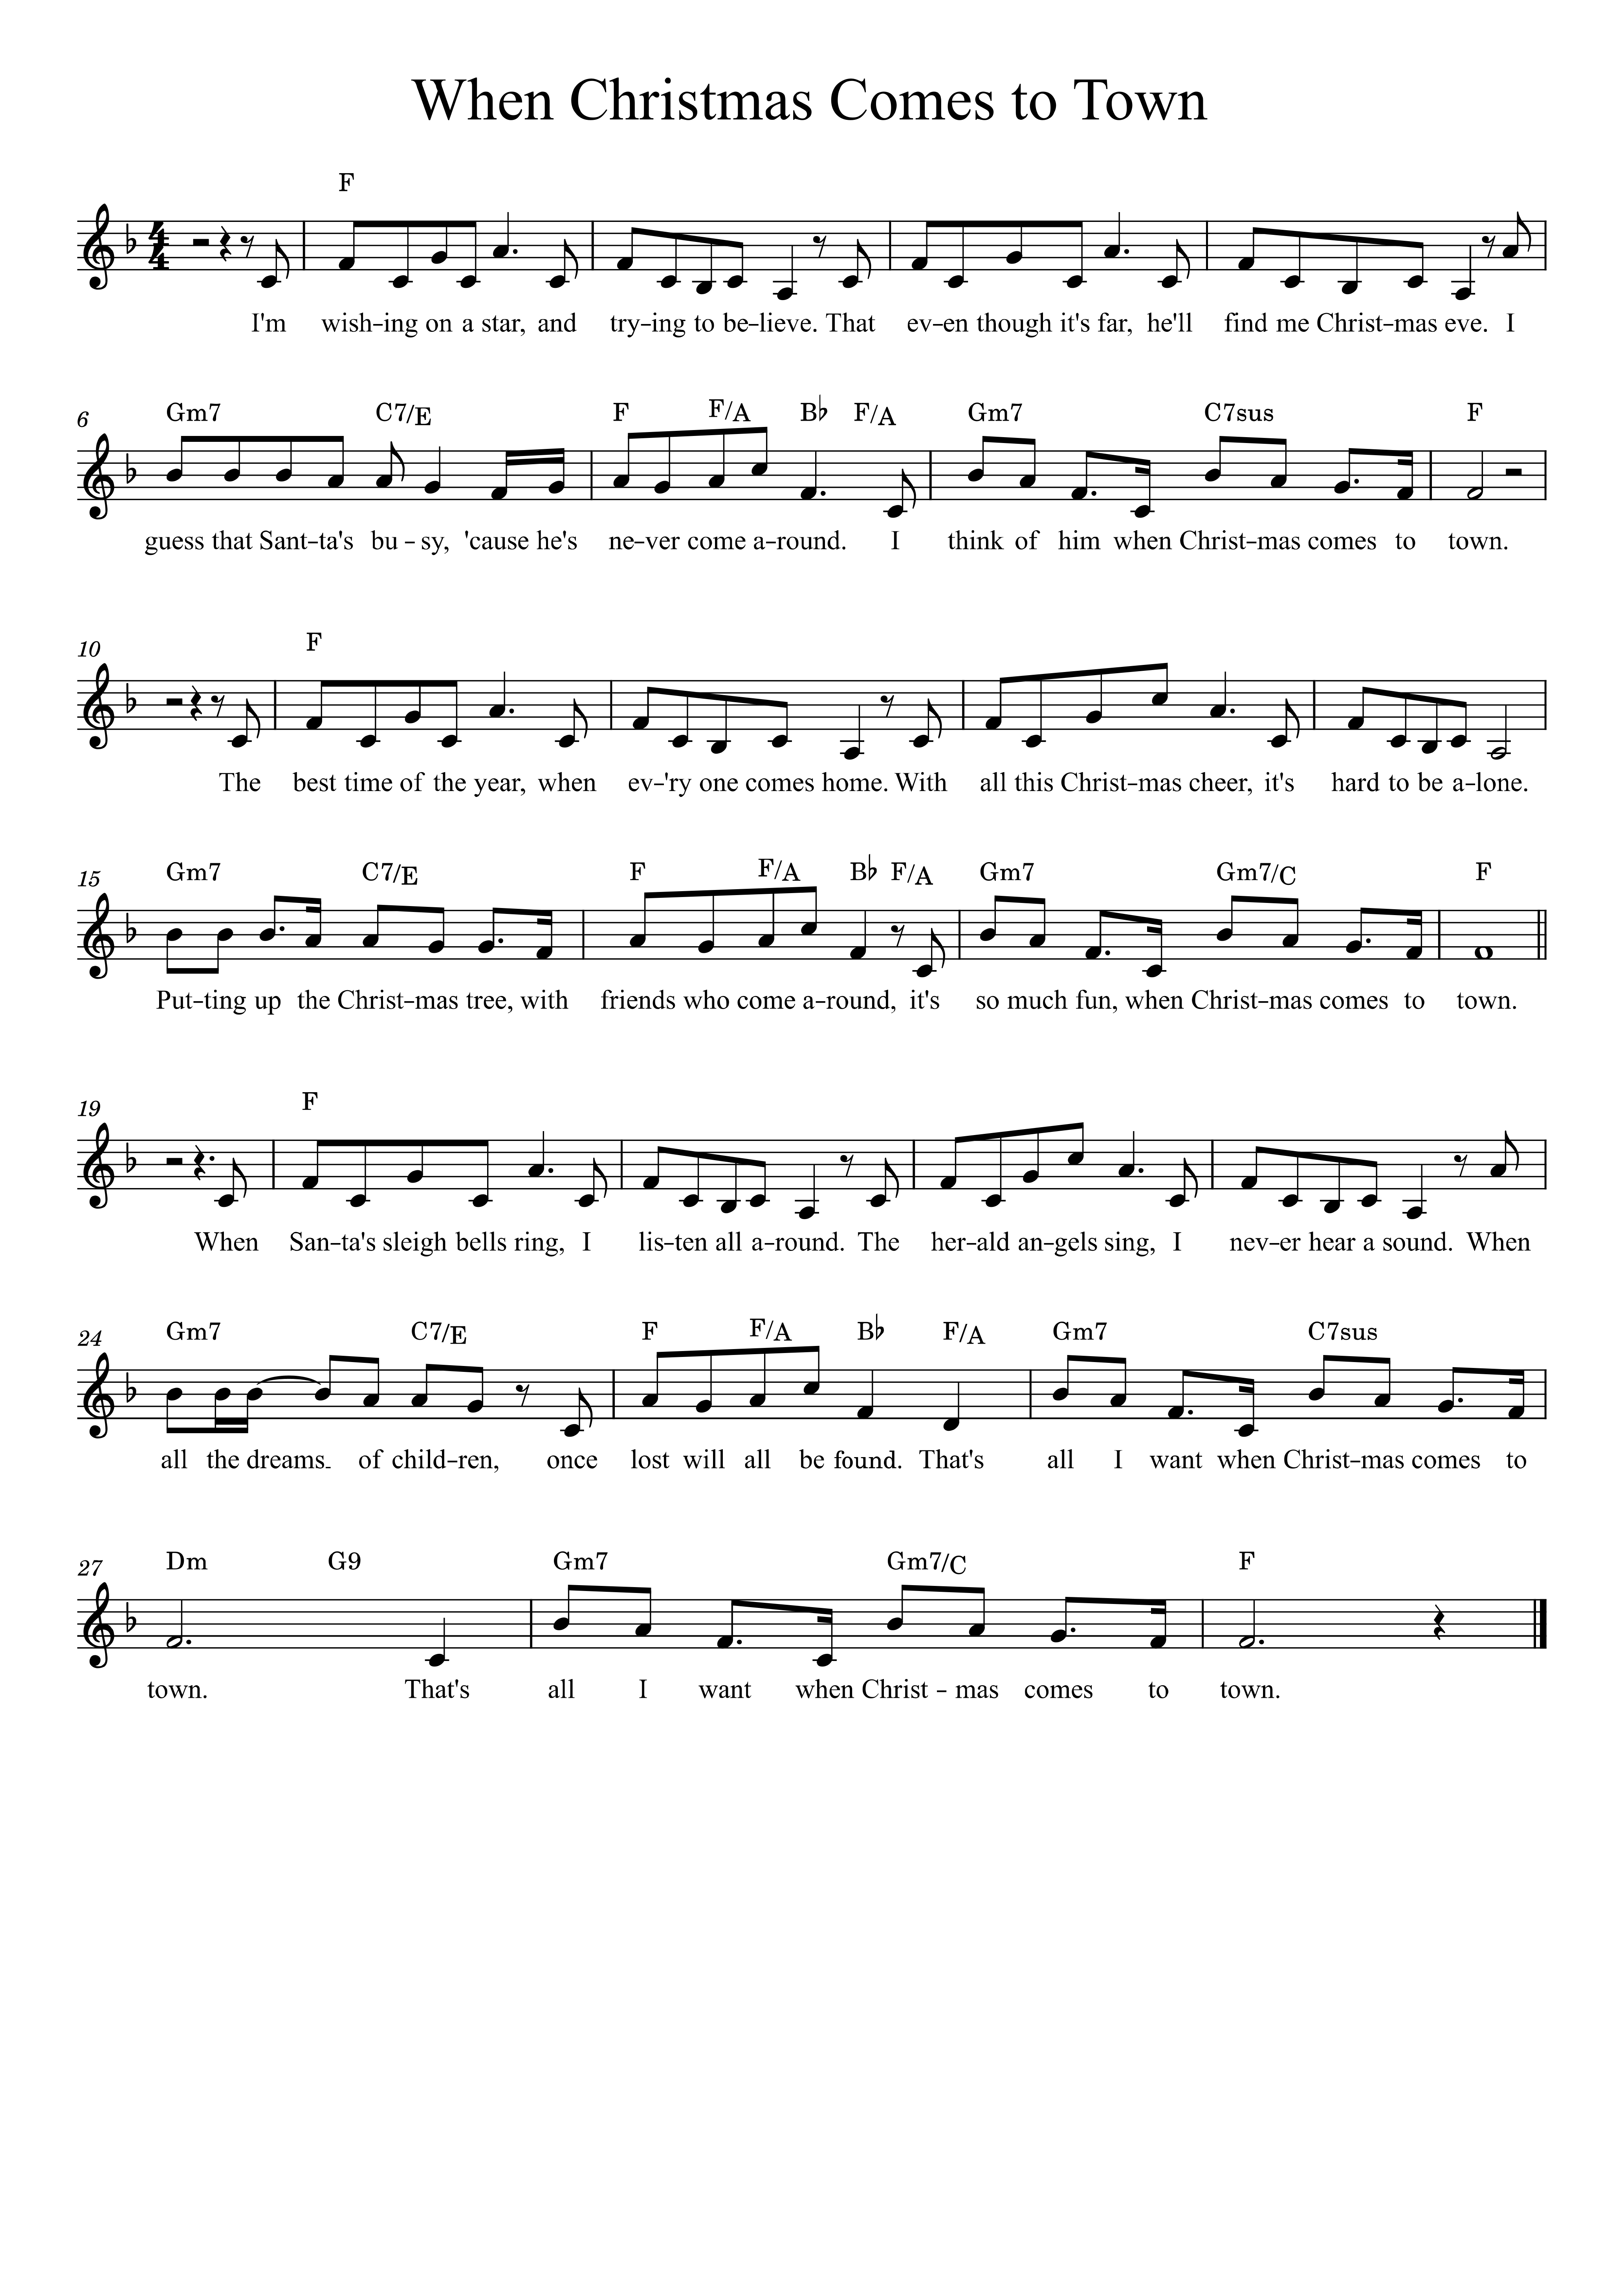 When Christmas Comes to Town
F
4
4
I'm wish-ing on a star, and try-ing to be-lieve. That ev-en though it's far, he'll find me Christ-mas eve. I
6 Gm7 C7/E F F/A B♭ F/A Gm7 C7sus F
guess that Sant-ta's bu-sy, 'cause he's ne-ver come a-round. I think of him when Christ-mas comes to town.
10 F
The best time of the year, when ev-'ry one comes home. With all this Christ-mas cheer, it's hard to be a-lone.
15 Gm7 C7/E F F/A B♭ F/A Gm7 Gm7/C F
Put-ting up the Christ-mas tree, with friends who come a-round, it's so much fun, when Christ-mas comes to town.
19 F
When San-ta's sleigh bells ring, I lis-ten all a-round. The her-ald an-gels sing, I nev-er hear a sound. When
24 Gm7 C7/E F F/A B♭ F/A Gm7 C7sus
all the dreams_ of child-ren, once lost will all be found. That's all I want when Christ-mas comes to
27 Dm G9 Gm7 Gm7/C F
town. That's all I want when Christ-mas comes to town.